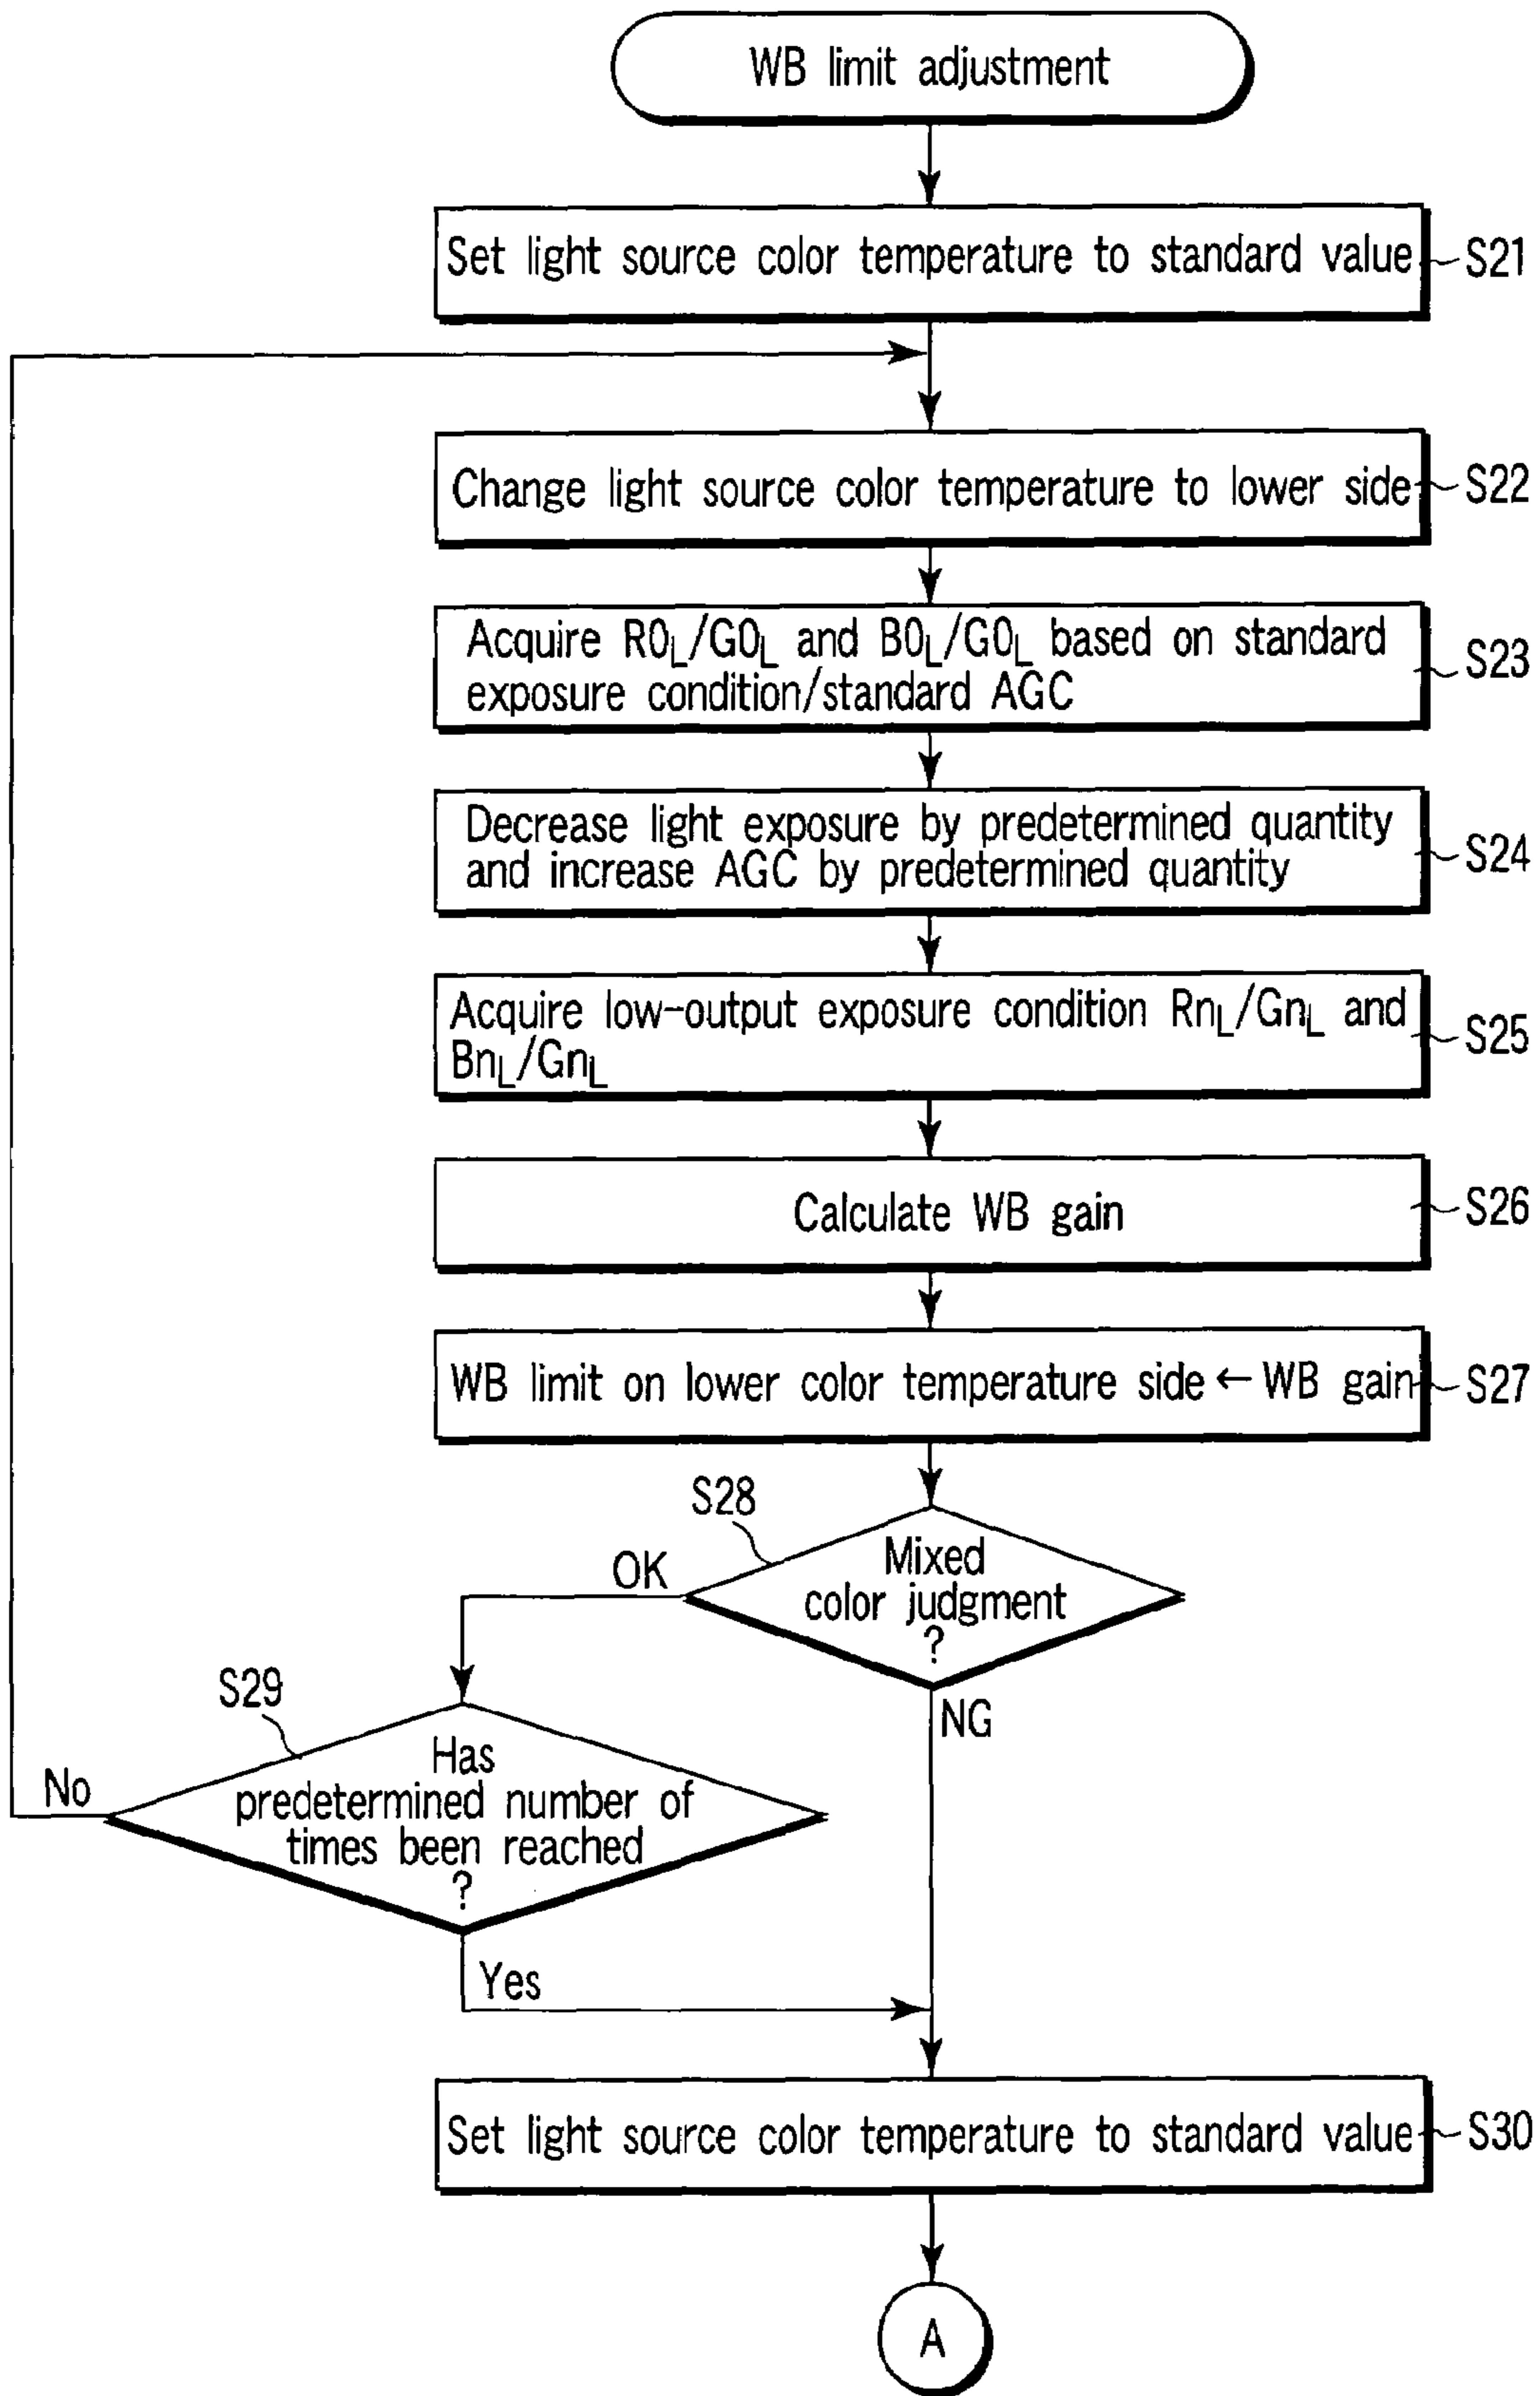 WB limit adjustment
Set light source color temperature to standard value
S21
Change light source color temperature to lower side
S22
Acquire R0L/G0L and B0L/G0L based on standard
exposure condition/standard AGC
S23
Decrease light exposure by predetermined quantity
and increase AGC by predetermined quantity
S24
Acquire low-output exposure condition RnL/GnL and
BnL/GnL
S25
Calculate WB gain
S26
WB limit on lower color temperature side ← WB gain
S27
S28
Mixed
color judgment
?
OK
NG
S29
Has
predetermined number of
times been reached
?
No
Yes
Set light source color temperature to standard value
S30
A